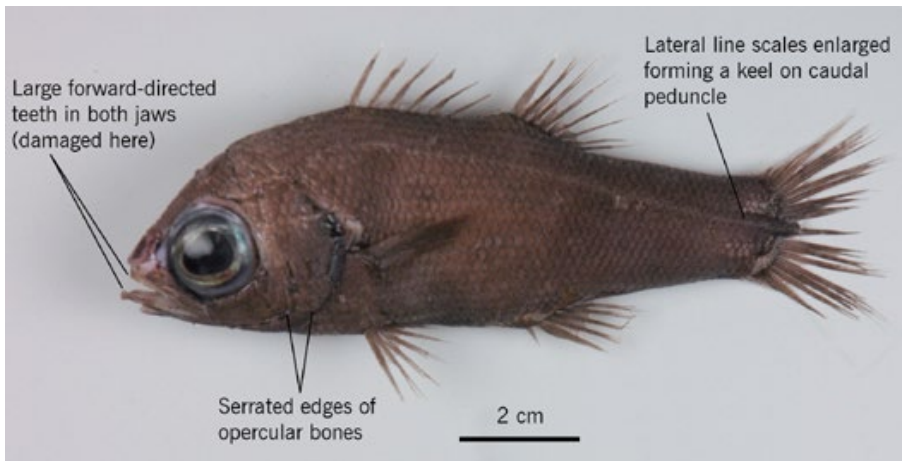 Large forward-directed
teeth in both jaws
(damaged here)
Lateral line scales enlarged
forming a keel on caudal
peduncle
Serrated edges of
opercular bones
2 cm